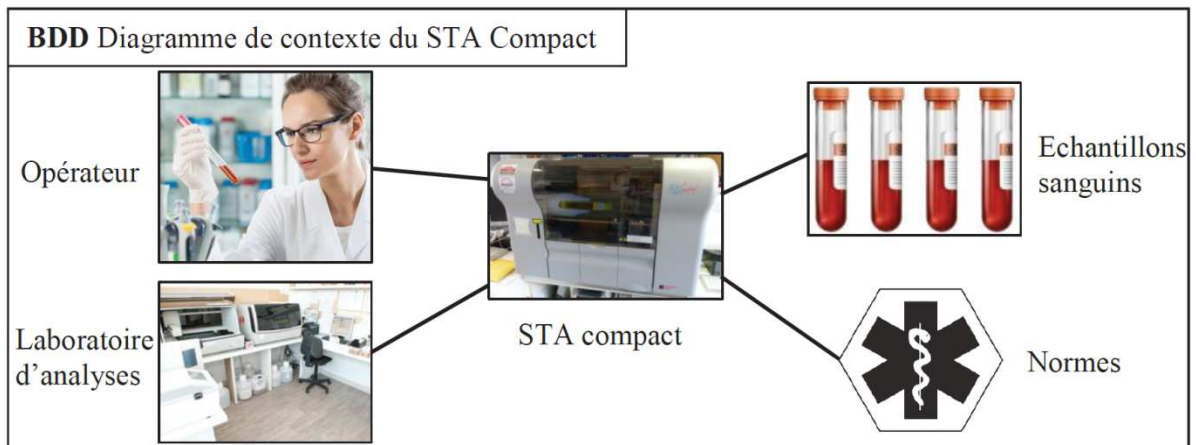 BDD Diagramme de contexte du STA Compact
Opérateur
Echantillons
sanguins
STA compact
Laboratoire
d'analyses
Normes